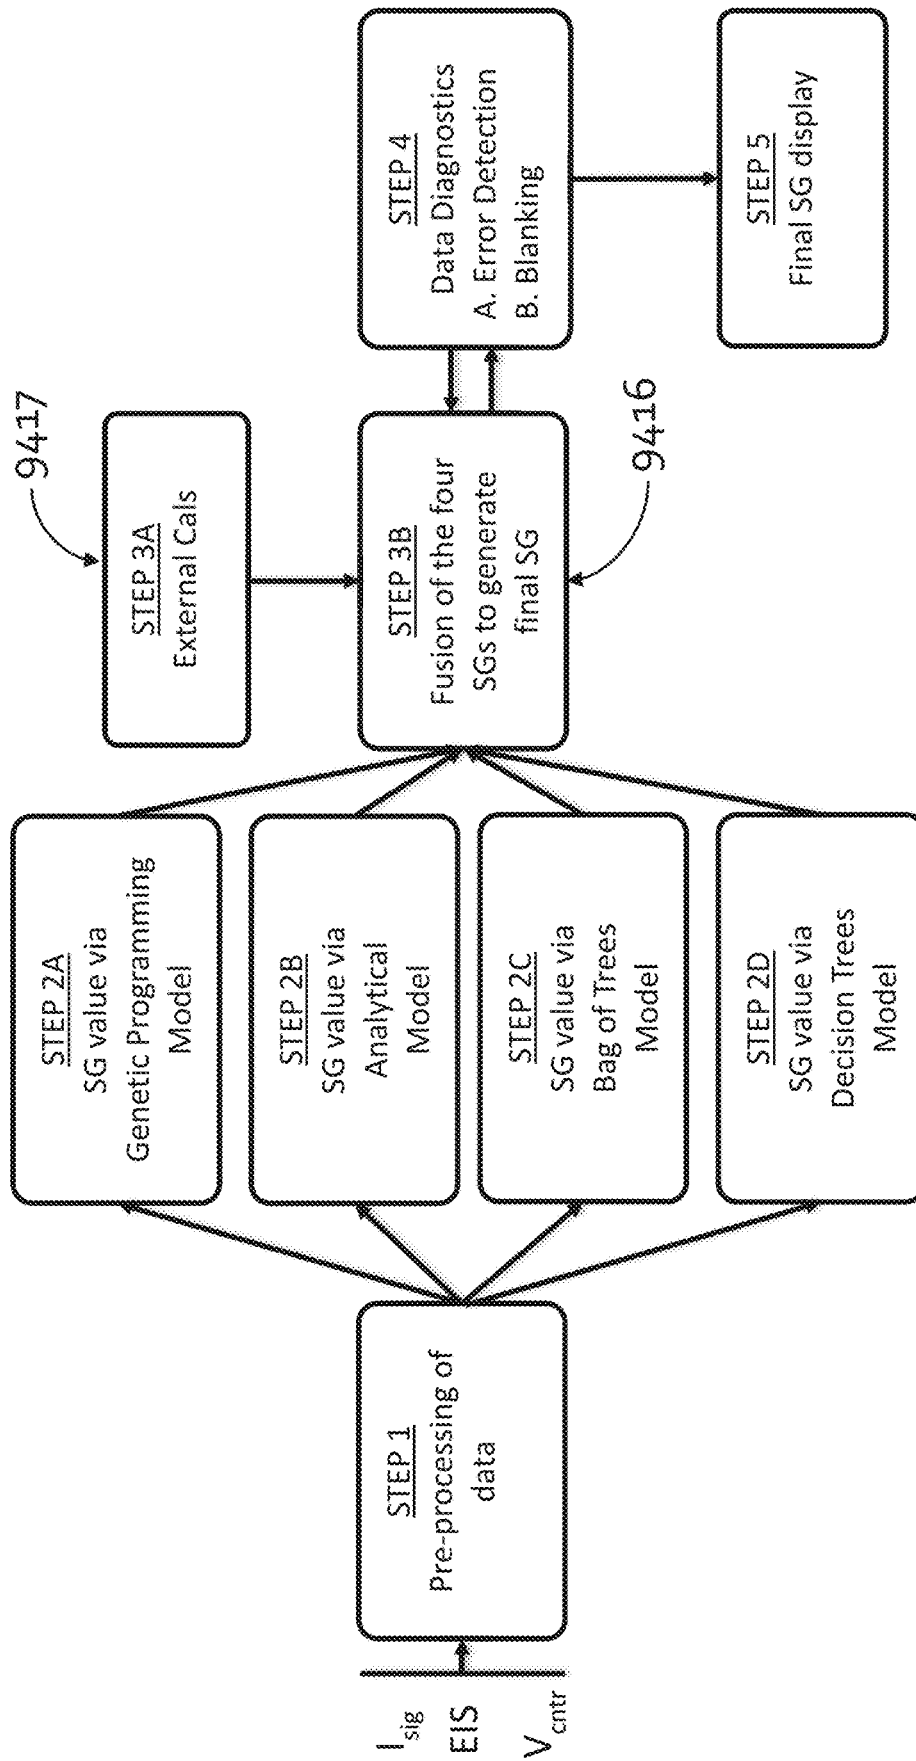 I_sig
EIS
V_cntr
STEP 1
Pre-processing of
data
STEP 2A
SG value via
Genetic Programming
Model
STEP 2B
SG value via
Analytical
Model
STEP 2C
SG value via
Bag of Trees
Model
STEP 2D
SG value via
Decision Trees
Model
9417
STEP 3A
External Cals
STEP 3B
Fusion of the four
SGs to generate
final SG
9416
STEP 4
Data Diagnostics
A. Error Detection
B. Blanking
STEP 5
Final SG display